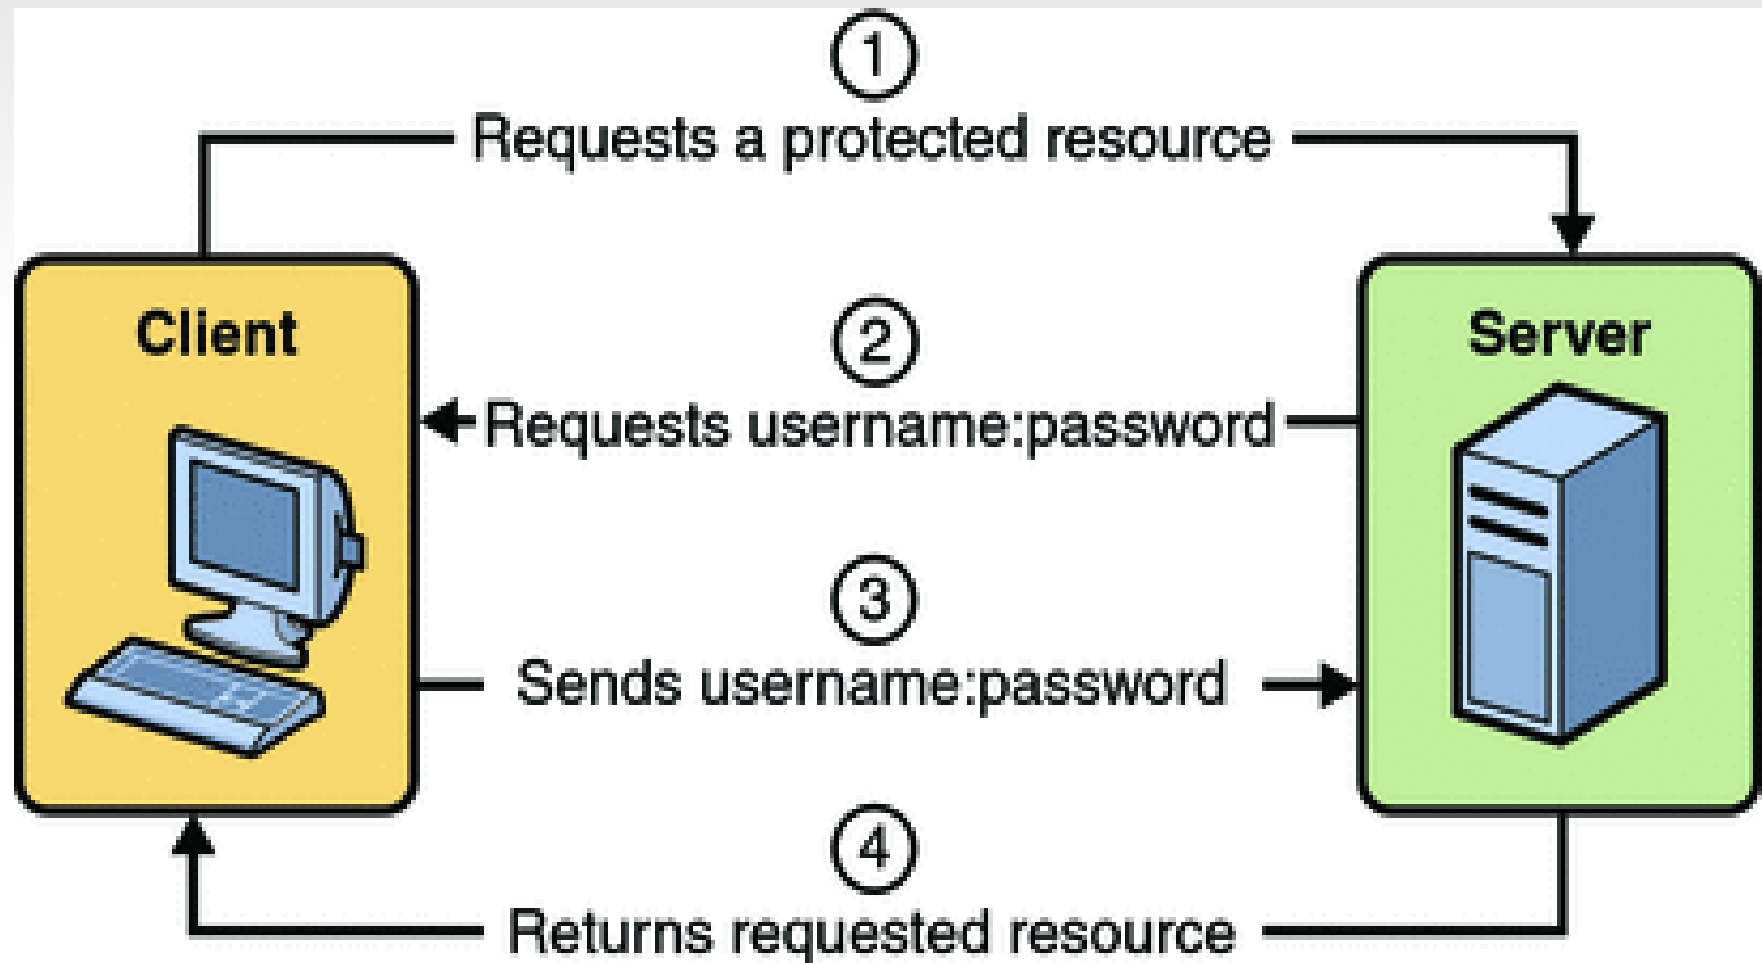 1
Requests a protected resource
Client
Server
2
Requests username:password
3
Sends username:password
4
Returns requested resource